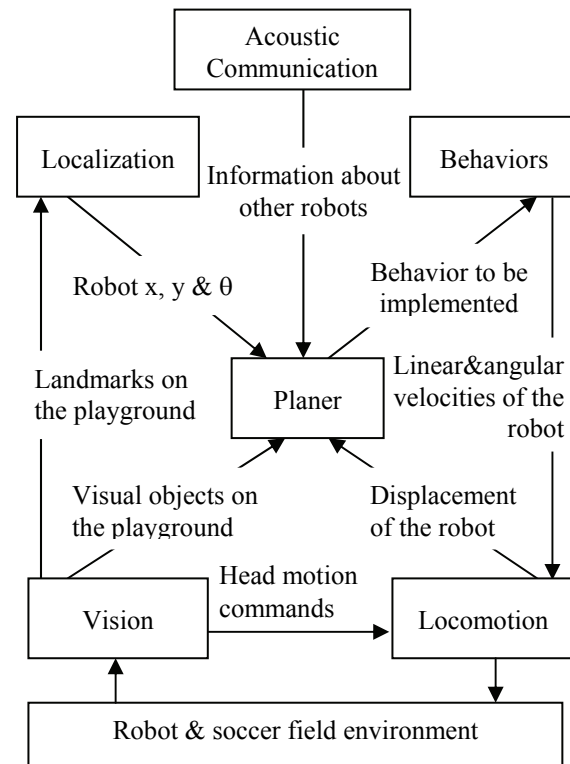 Acoustic
Communication
Localization
Behaviors
Information about
other robots
Robot x, y & θ
Behavior to be
implemented
Landmarks on
the playground
Planer
Linear&angular
velocities of the
robot
Visual objects on
the playground
Displacement
of the robot
Head motion
commands
Vision
Locomotion
Robot & soccer field environment